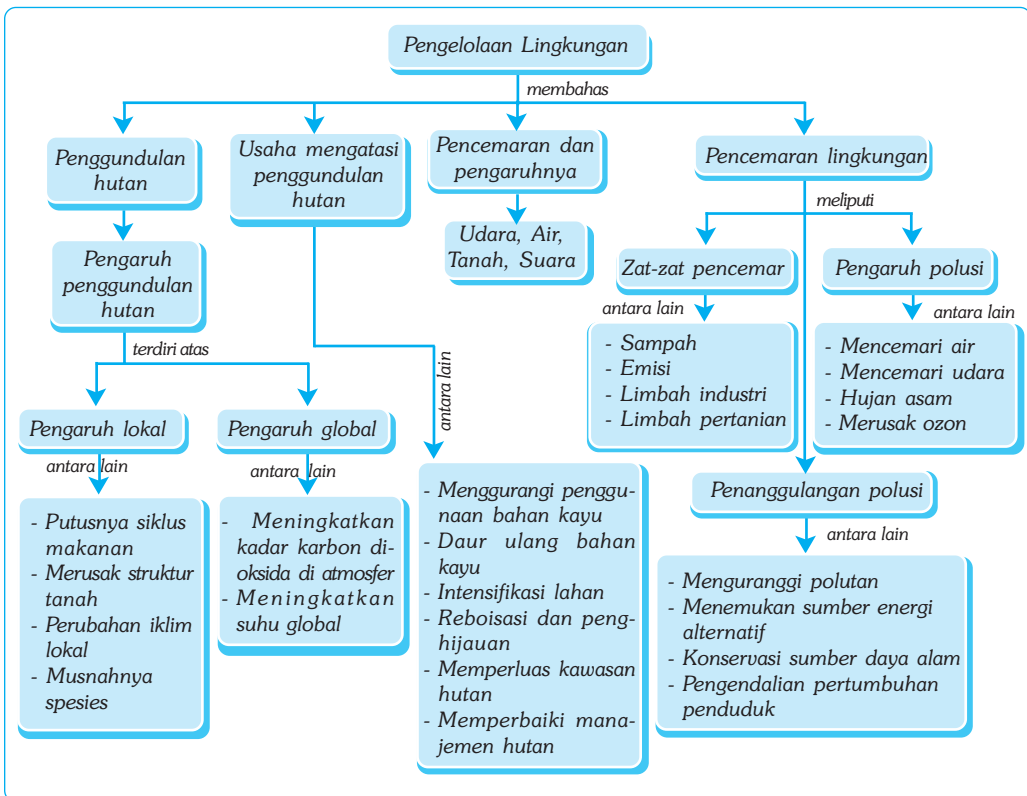 Pengelolaan Lingkungan
membahas
Penggundulan
hutan
Usaha mengatasi
penggundulan
hutan
Pencemaran dan
pengaruhnya
Pencemaran lingkungan
Pengaruh
penggundulan
hutan
Udara, Air,
Tanah, Suara
meliputi
Zat-zat pencemar
Pengaruh polusi
terdiri atas
antara lain
antara lain
antara lain
- Sampah
- Emisi
- Limbah industri
- Limbah pertanian
- Mencemari air
- Mencemari udara
- Hujan asam
- Merusak ozon
Pengaruh lokal
Pengaruh global
antara lain
antara lain
- Putusnya siklus
makanan
- Merusak struktur
tanah
- Perubahan iklim
lokal
- Musnahnya
spesies
- Meningkatkan
kadar karbon di-
oksida di atmosfer
- Meningkatkan
suhu global
- Menggurangi penggu-
naan bahan kayu
- Daur ulang bahan
kayu
- Intensifikasi lahan
- Reboisasi dan peng-
hijauan
- Memperluas kawasan
hutan
- Memperbaiki mana-
jemen hutan
Penanggulangan polusi
antara lain
- Menguranggi polutan
- Menemukan sumber energi
alternatif
- Konservasi sumber daya alam
- Pengendalian pertumbuhan
penduduk